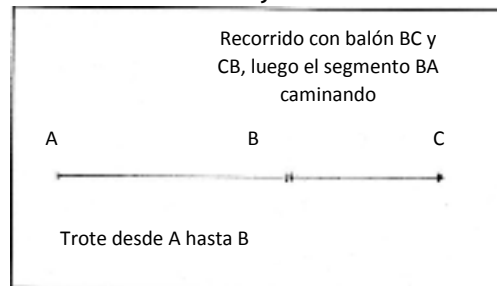 Recorrido con balón BC y
CB, luego el segmento BA
caminando
A B C
Trote desde A hasta B